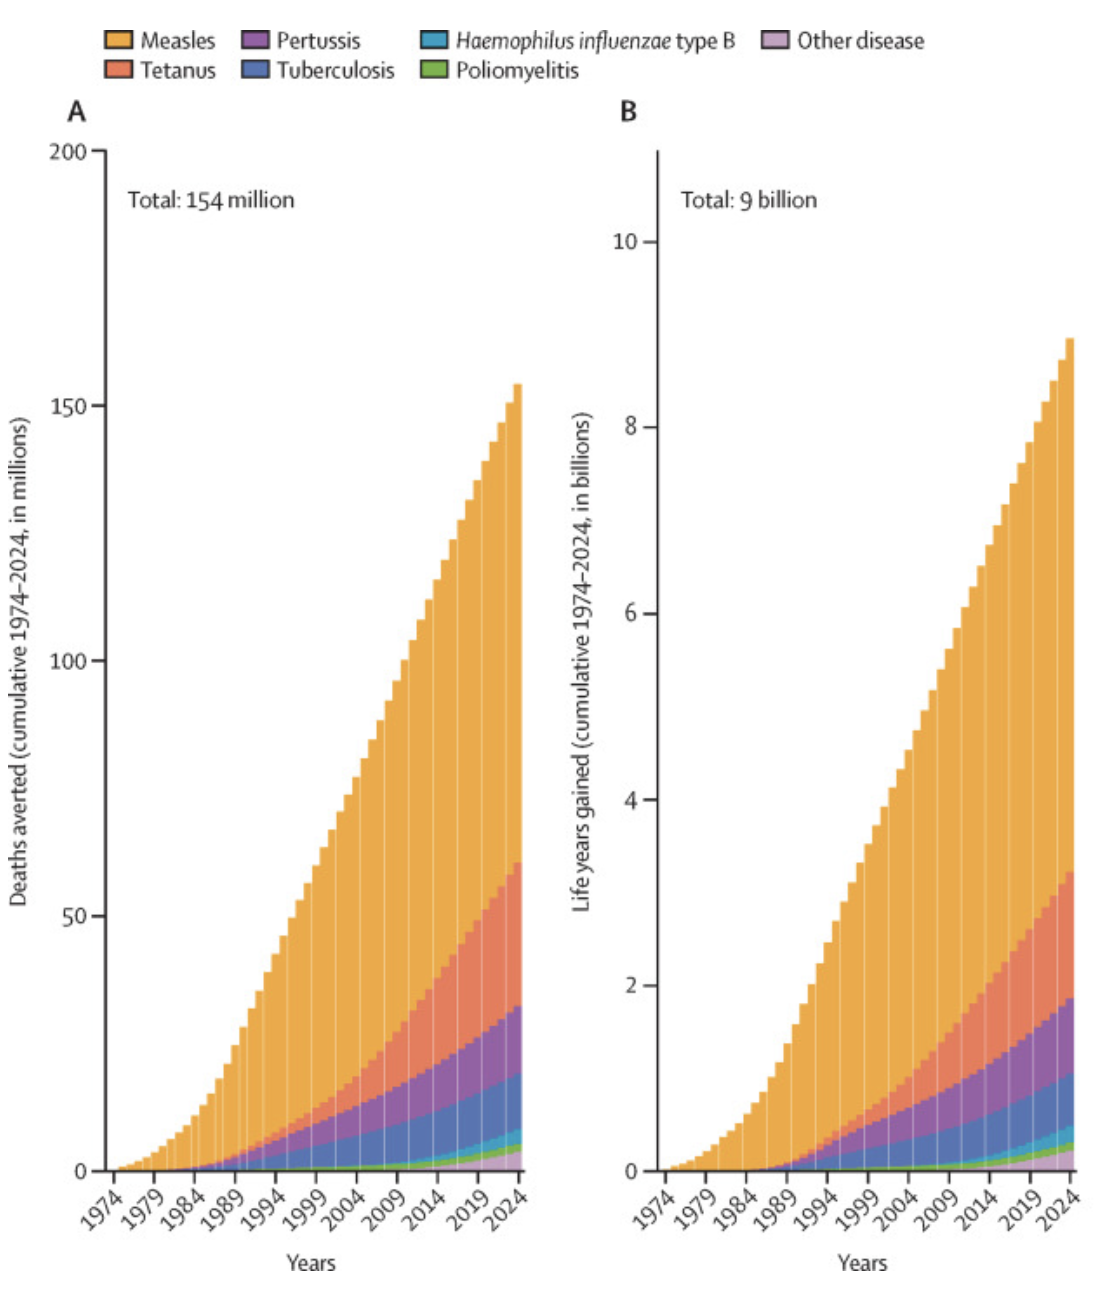 Measles Pertussis Haemophilus influenzae type B Other disease
Tetanus Tuberculosis Poliomyelitis
A
200
150
100
50
0
Total: 154 million
Deaths averted (cumulative 1974–2024, in millions)
1974 1979 1984 1989 1994 1999 2004 2009 2014 2019 2024
Years
B
10
8
6
4
2
0
Total: 9 billion
Life years gained (cumulative 1974–2024, in billions)
1974 1979 1984 1989 1994 1999 2004 2009 2014 2019 2024
Years